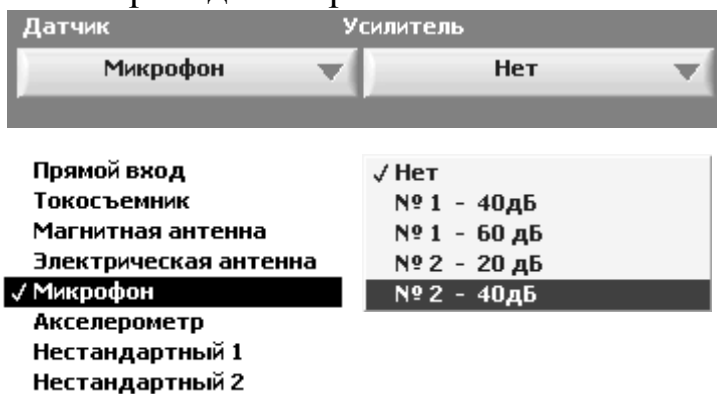 Датчик Усилитель
Микрофон Нет
Прямой вход
Токосъемник
Магнитная антенна
Электрическая антенна
✓ Микрофон
Акселерометр
Нестандартный 1
Нестандартный 2
✓ Нет
№ 1 - 40дБ
№ 1 - 60 дБ
№ 2 - 20 дБ
№ 2 - 40дБ